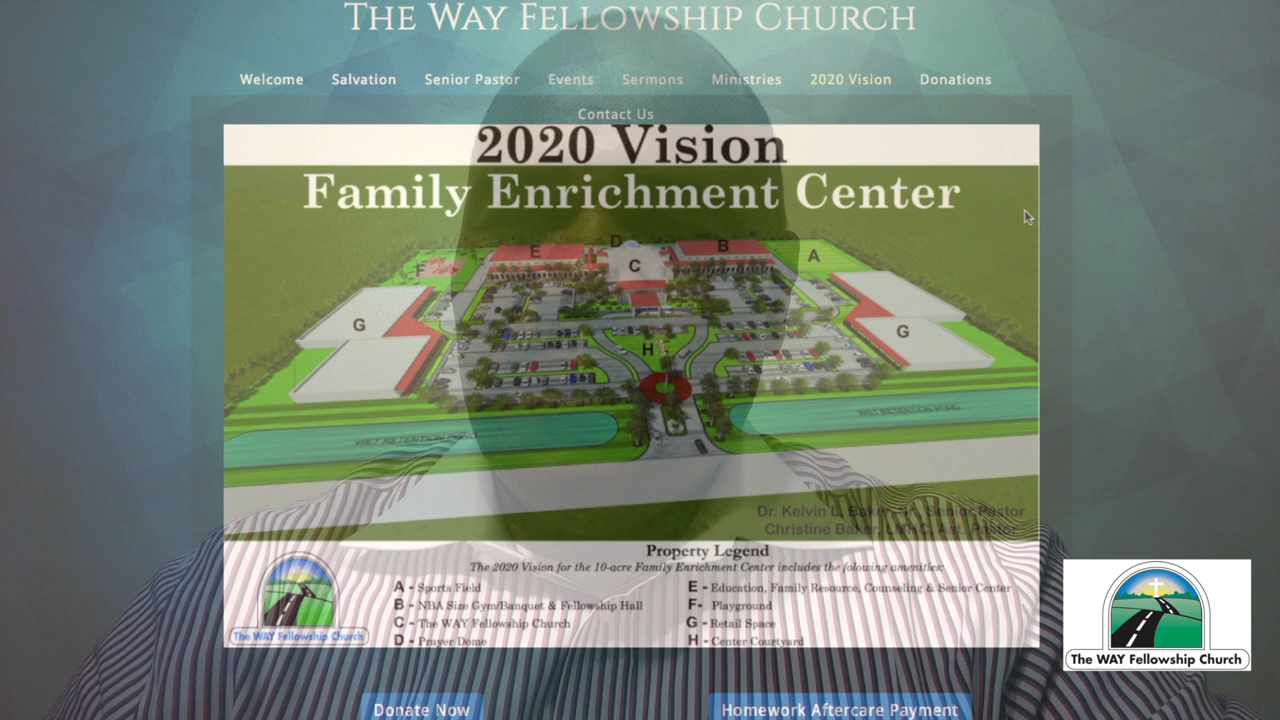 THE WAY FELLOWSHIP CHURCH
Welcome Salvation Senior Pastor Events Sermons Ministries 2020 Vision Donations
Contact Us
2020 Vision
Family Enrichment Center
D
E B
C A
F
G G
H
WET RETENTION POND
WET RETENTION POND
Dr. Kelvin L. Baker, Sr., Senior Pastor
Christine Baker, LMHC, Ast. Pastor
Property Legend
The 2020 Vision for the 10-acre Family Enrichment Center includes the folowing amenities:
A - Sports Field
B - NBA Size Gym/Banquet & Fellowship Hall
C - The WAY Fellowship Church
D - Prayer Dome
E - Education, Family Resource, Counseling & Senior Center
F- Playground
G - Retail Space
H - Center Courtyard
The WAY Fellowship Church
The WAY Fellowship Church
Donate Now
Homework Aftercare Payment